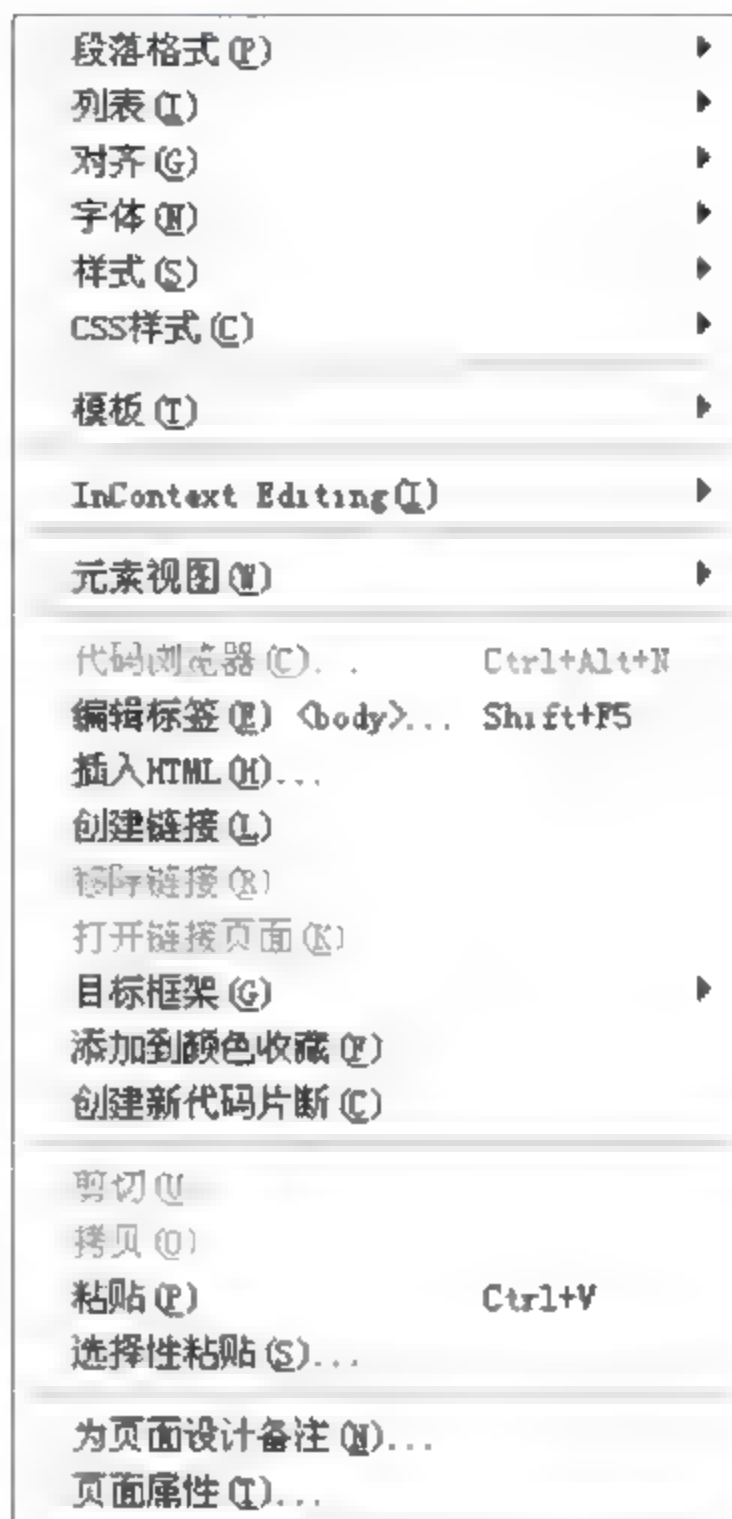 段落格式(P)
列表(I)
对齐(G)
字体(N)
样式(S)
CSS样式(C)
模板(T)
InContext Editing(I)
元素视图(W)
代码浏览器(C)... Ctrl+Alt+N
编辑标签(E) <body>... Shift+F5
插入HTML(H)...
创建链接(L)
移除链接(R)
打开链接页面(K)
目标框架(G)
添加到颜色收藏(F)
创建新代码片断(C)
剪切(U)
拷贝(O)
粘贴(P) Ctrl+V
选择性粘贴(S)...
为页面设计备注(N)...
页面属性(T)...